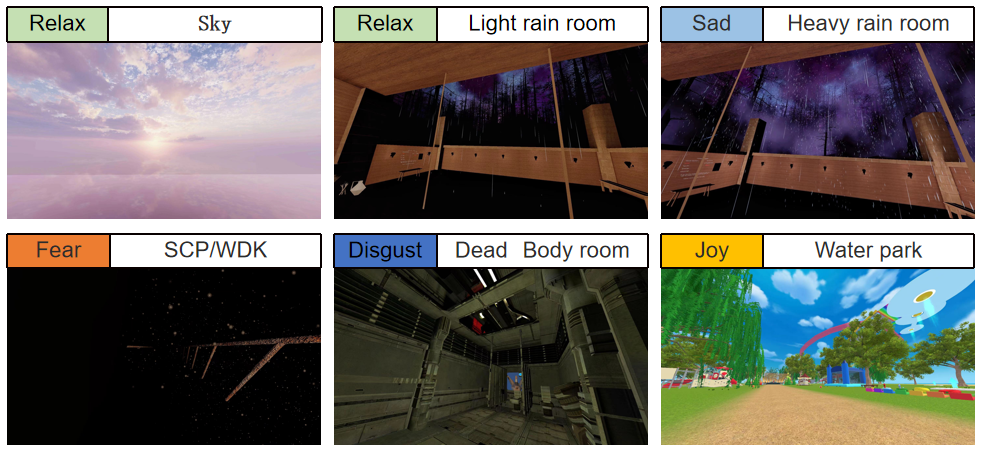 Relax Sky
Relax Light rain room
Sad Heavy rain room
Fear SCP/WDK
Disgust Dead Body room
Joy Water park